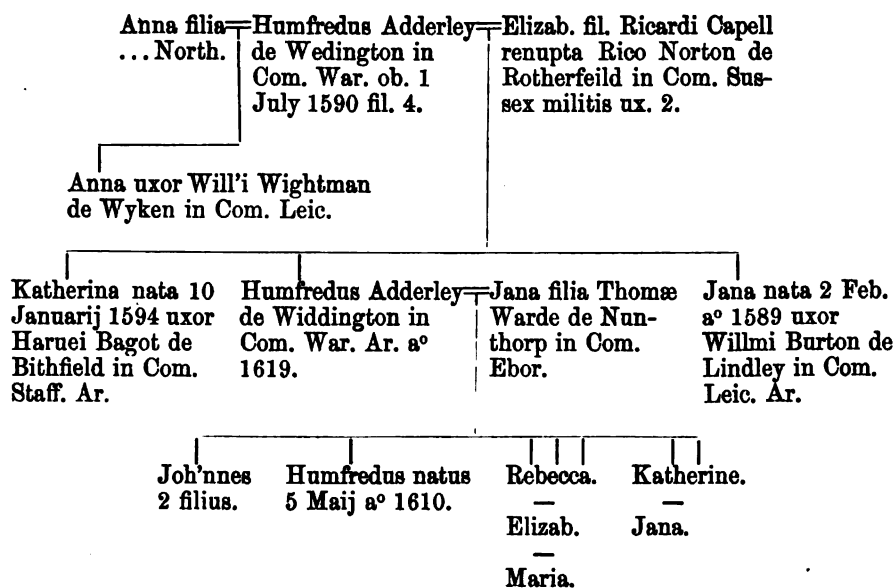 Anna filia
...North.
Humfredus Adderley
de Wedington in
Com. War. ob. 1
July 1590 fil. 4.
Elizab. fil. Ricardi Capell
renupta Rico Norton de
Rotherfeild in Com. Sus-
sex militis ux. 2.
Anna uxor Will'i Wightman
de Wyken in Com. Leic.
Katherina nata 10
Januarij 1594 uxor
Haruei Bagot de
Bithfield in Com.
Staff. Ar.
Humfredus Adderley
de Widdington in
Com. War. Ar. aº
1619.
Jana filia Thomæ
Warde de Nun-
thorp in Com.
Ebor.
Jana nata 2 Feb.
aº 1589 uxor
Willmi Burton de
Lindley in Com.
Leic. Ar.
Joh'nnes
2 filius.
Humfredus natus
5 Maij aº 1610.
Rebecca.
—
Elizab.
—
Maria.
Katherine.
—
Jana.